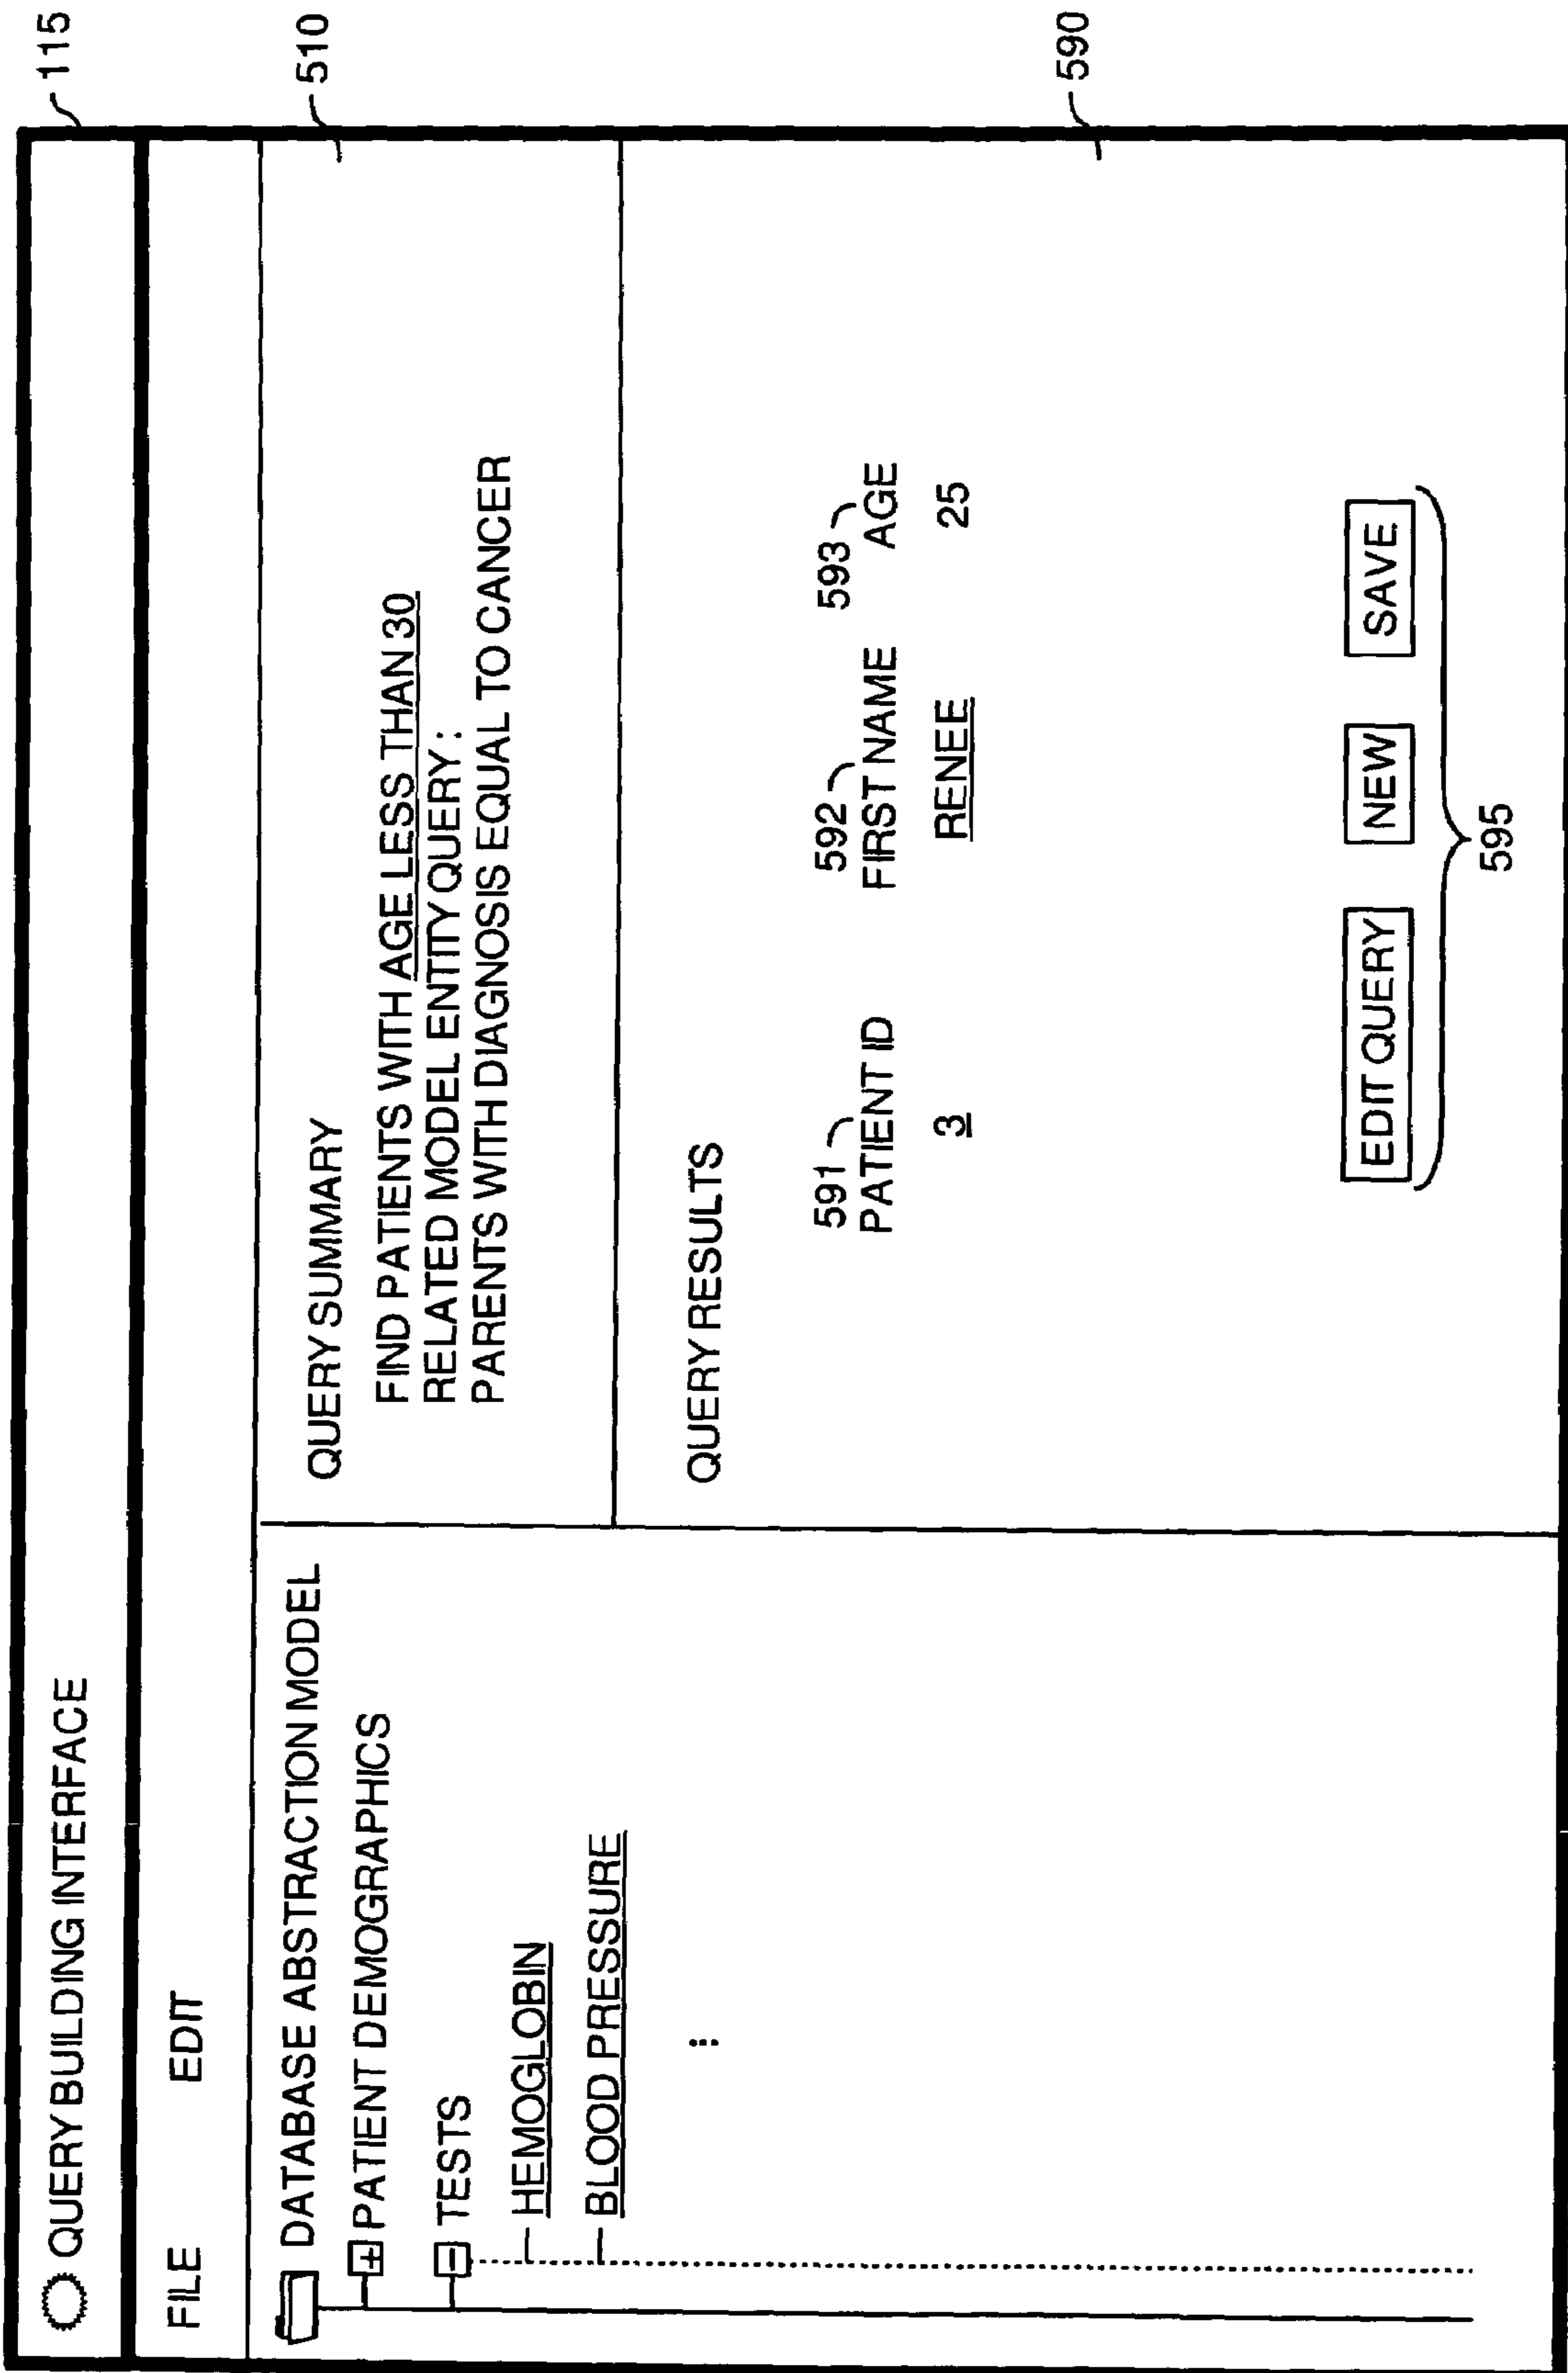 115
QUERY BUILDING INTERFACE
FILE EDIT
DATABASE ABSTRACTION MODEL
+ PATIENT DEMOGRAPHICS
- TESTS
HEMOGLOBIN
BLOOD PRESSURE
...
510
QUERY SUMMARY
FIND PATIENTS WITH AGE LESS THAN 30
RELATED MODEL ENTITY QUERY:
PARENTS WITH DIAGNOSIS EQUAL TO CANCER
590
QUERY RESULTS
591 592 593
PATIENT ID FIRST NAME AGE
3 RENEE 25
EDIT QUERY NEW SAVE
595